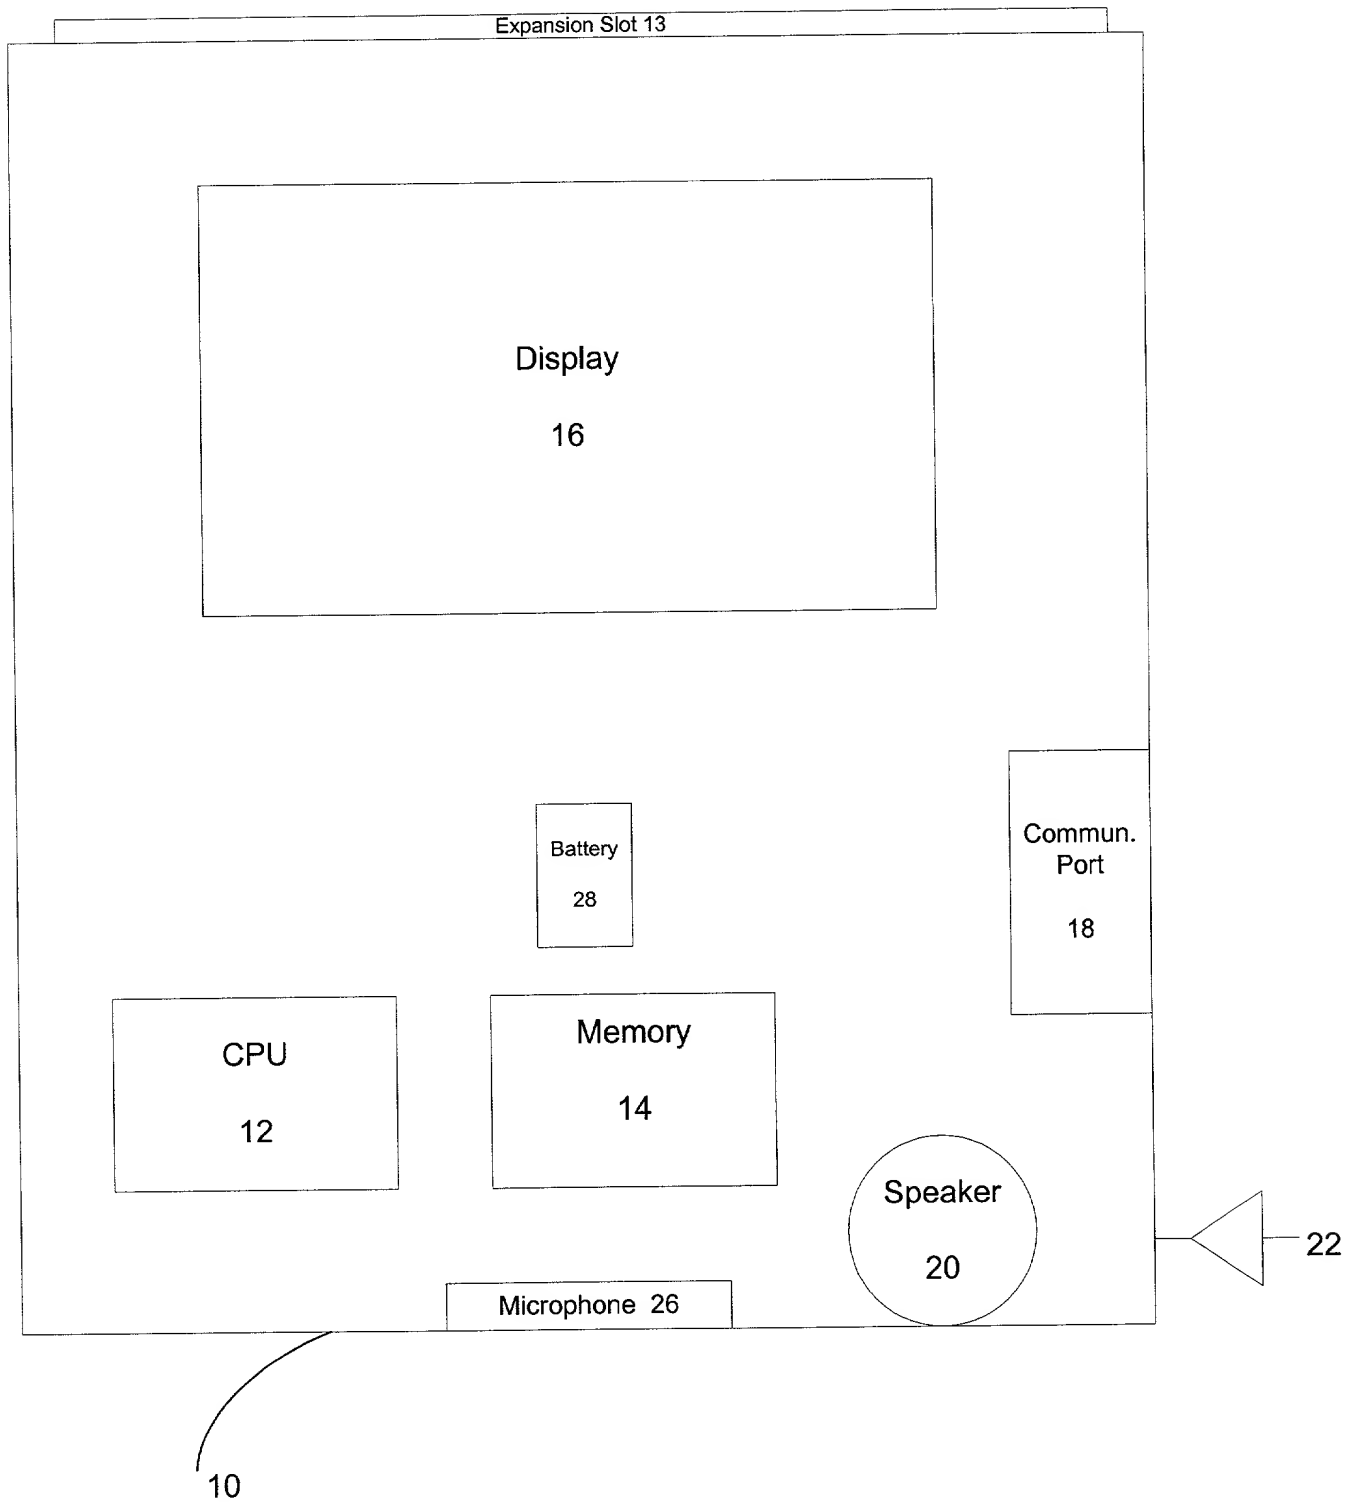 Expansion Slot 13
Display
16
Battery
28
Commun.
Port
18
CPU
12
Memory
14
Speaker
20
22
Microphone 26
10